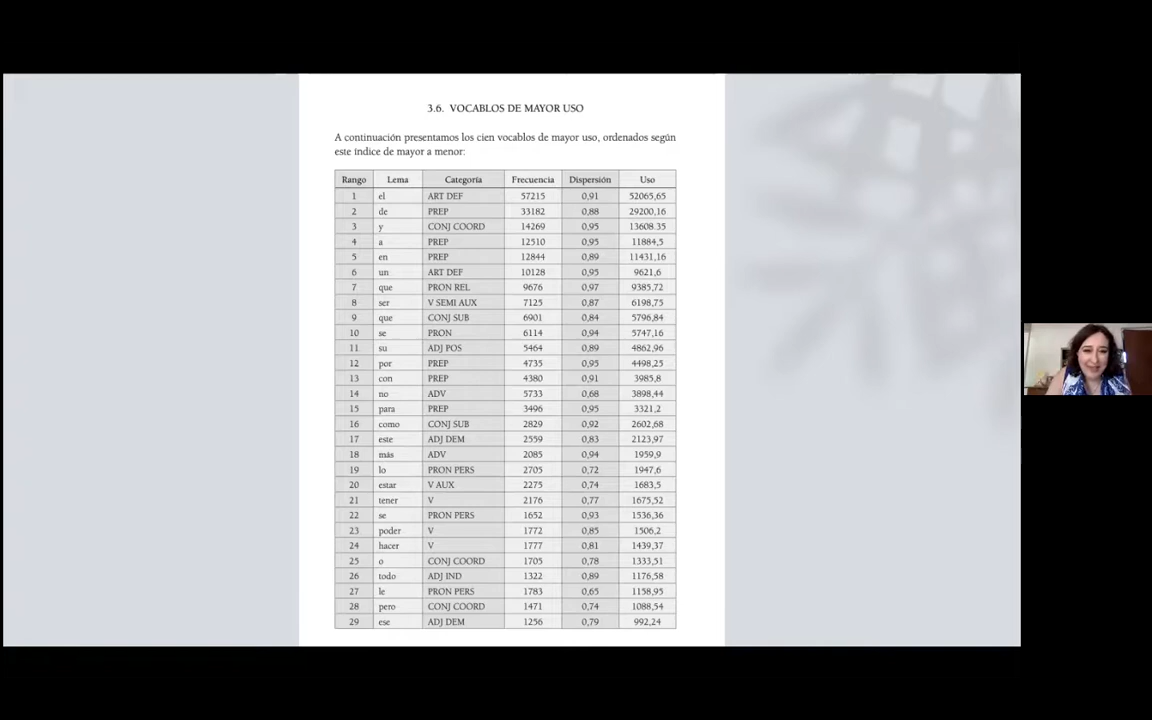 3.6. VOCABLOS DE MAYOR USO
A continuación presentamos los cien vocablos de mayor uso, ordenados según
este índice de mayor a menor:
Rango Lema Categoría Frecuencia Dispersión Uso
1 el ART DEF 57215 0,91 52065,65
2 de PREP 33182 0,88 29200,16
3 y CONJ COORD 14269 0,95 13608.35
4 a PREP 12510 0,95 11884,5
5 en PREP 12844 0,89 11431,16
6 un ART DEF 10128 0,95 9621,6
7 que PRON REL 9676 0,97 9385,72
8 ser V SEMI AUX 7125 0,87 6198,75
9 que CONJ SUB 6901 0,84 5796,84
10 se PRON 6114 0,94 5747,16
11 su ADJ POS 5464 0,89 4862,96
12 por PREP 4735 0,95 4498,25
13 con PREP 4380 0,91 3985,8
14 no ADV 5733 0,68 3898,44
15 para PREP 3496 0,95 3321,2
16 como CONJ SUB 2829 0,92 2602,68
17 este ADJ DEM 2559 0,83 2123,97
18 más ADV 2085 0,94 1959,9
19 lo PRON PERS 2705 0,72 1947,6
20 estar V AUX 2275 0,74 1683,5
21 tener V 2176 0,77 1675,52
22 se PRON PERS 1652 0,93 1536,36
23 poder V 1772 0,85 1506,2
24 hacer V 1777 0,81 1439,37
25 o CONJ COORD 1705 0,78 1333,51
26 todo ADJ IND 1322 0,89 1176,58
27 le PRON PERS 1783 0,65 1158,95
28 pero CONJ COORD 1471 0,74 1088,54
29 ese ADJ DEM 1256 0,79 992,24